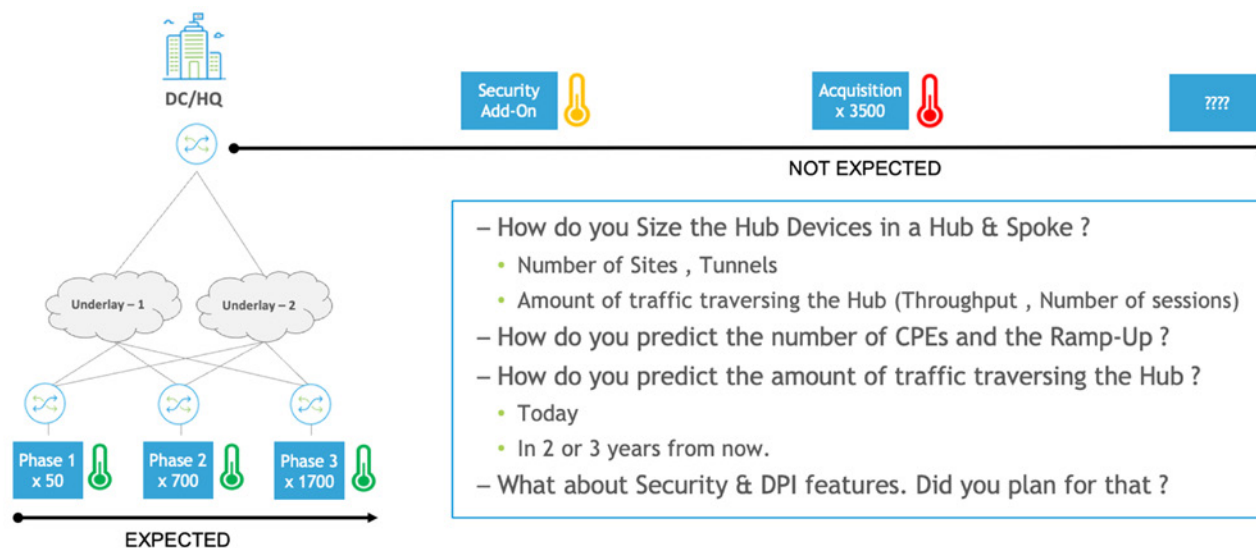 DC/HQ
Security
Add-On
Acquisition
x 3500
????
NOT EXPECTED
Underlay – 1
Underlay – 2
Phase 1
x 50
Phase 2
x 700
Phase 3
x 1700
EXPECTED
– How do you Size the Hub Devices in a Hub & Spoke ?
• Number of Sites , Tunnels
• Amount of traffic traversing the Hub (Throughput , Number of sessions)
– How do you predict the number of CPEs and the Ramp-Up ?
– How do you predict the amount of traffic traversing the Hub ?
• Today
• In 2 or 3 years from now.
– What about Security & DPI features. Did you plan for that ?